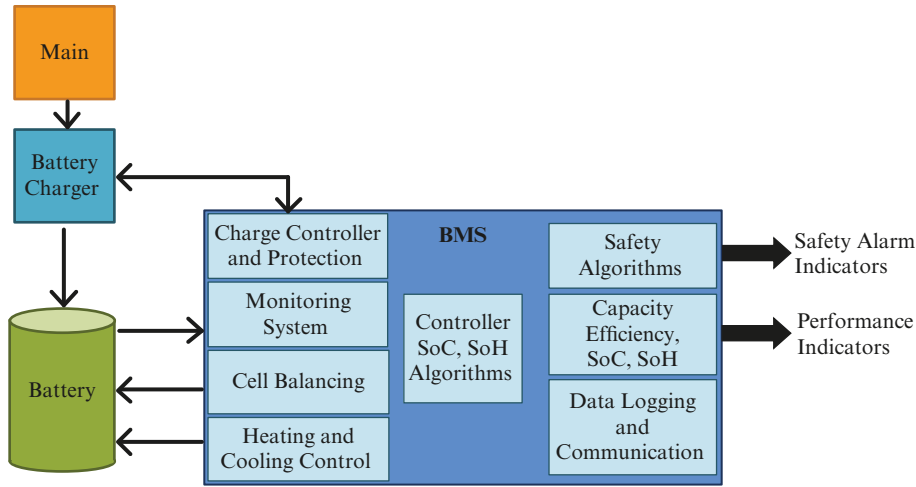 Main
Battery
Charger
Battery
BMS
Charge Controller
and Protection
Monitoring
System
Cell Balancing
Heating and
Cooling Control
Controller
SoC, SoH
Algorithms
Safety
Algorithms
Capacity
Efficiency,
SoC, SoH
Data Logging
and
Communication
Safety Alarm
Indicators
Performance
Indicators